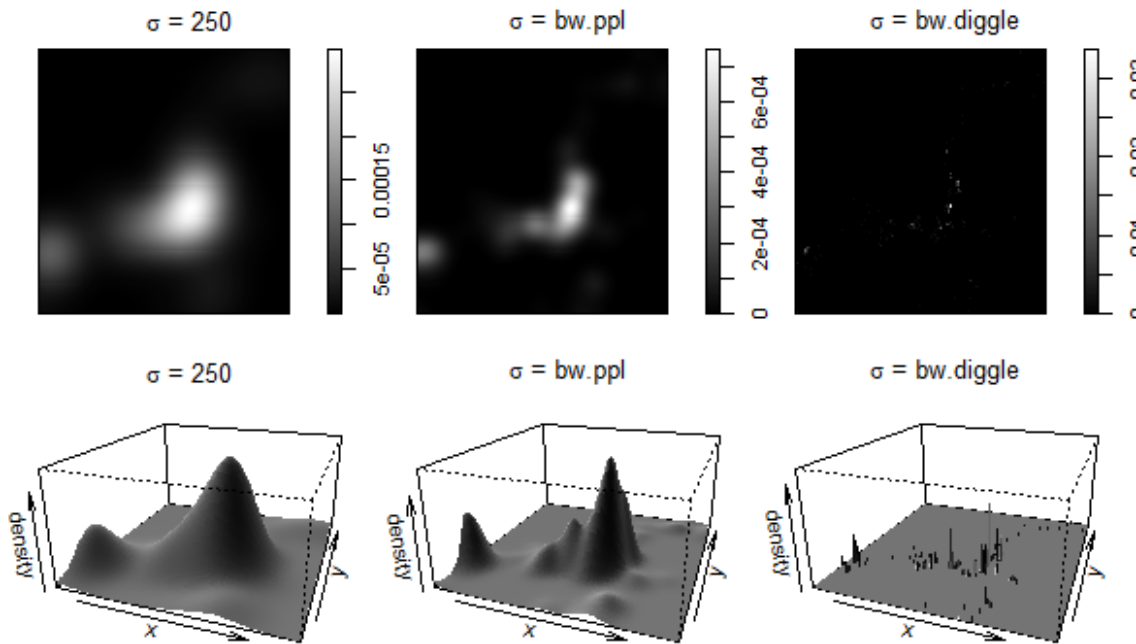 σ = 250
5e-05
0.00015
σ = bw.ppl
0
2e-04
4e-04
6e-04
σ = bw.diggle
σ = 250
density
x
y
σ = bw.ppl
density
x
y
σ = bw.diggle
density
x
y